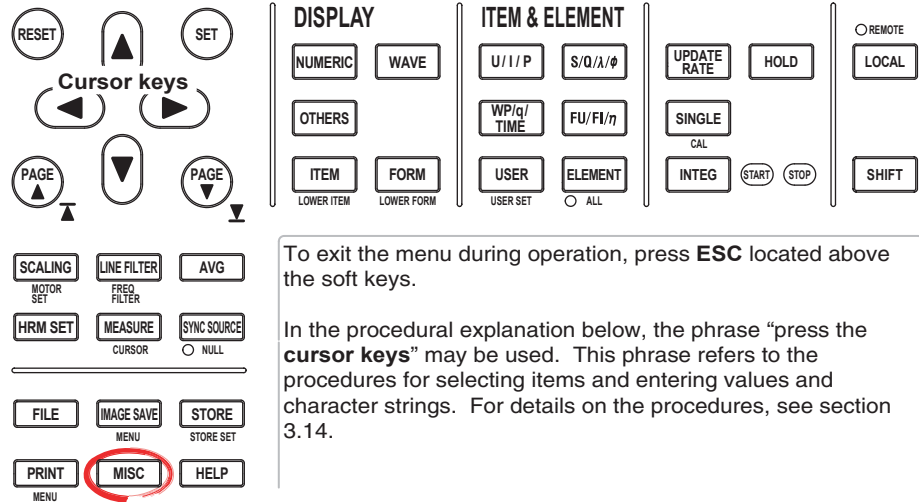 RESET
SET
Cursor keys
PAGE
PAGE
DISPLAY
NUMERIC
WAVE
OTHERS
ITEM
FORM
LOWER ITEM
LOWER FORM
ITEM & ELEMENT
U/I/P
S/Q/λ/ϕ
WP/q/
TIME
FU/FI/η
USER
ELEMENT
USER SET
ALL
UPDATE
RATE
HOLD
SINGLE
CAL
INTEG
START
STOP
REMOTE
LOCAL
SHIFT
SCALING
LINE FILTER
AVG
MOTOR
SET
FREQ
FILTER
HRM SET
MEASURE
SYNC SOURCE
CURSOR
NULL
FILE
IMAGE SAVE
STORE
MENU
STORE SET
PRINT
MISC
HELP
MENU
To exit the menu during operation, press ESC located above
the soft keys.
In the procedural explanation below, the phrase “press the
cursor keys” may be used. This phrase refers to the
procedures for selecting items and entering values and
character strings. For details on the procedures, see section
3.14.